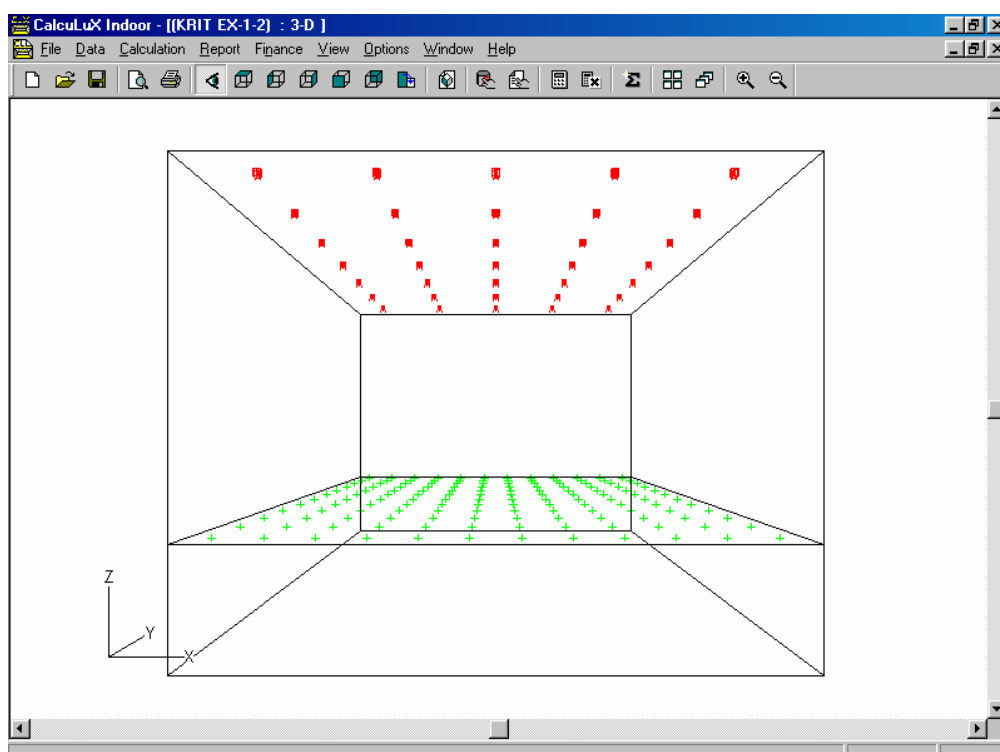 CalcuLuX Indoor - [(KRIT EX-1-2) : 3-D ]
File Data Calculation Report Finance View Options Window Help
Z
Y
X